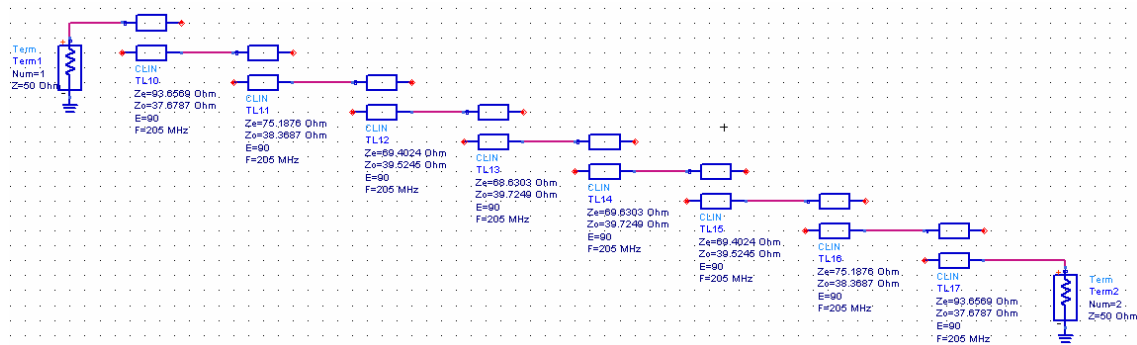 Term
Term1
Num=1
Z=50 Ohm
CLIN
TL10
Ze=93.6569 Ohm
Zo=37.6787 Ohm
E=90
F=205 MHz
CLIN
TL11
Ze=75.1876 Ohm
Zo=38.3687 Ohm
E=90
F=205 MHz
CLIN
TL12
Ze=69.4024 Ohm
Zo=39.5245 Ohm
E=90
F=205 MHz
CLIN
TL13
Ze=68.6303 Ohm
Zo=39.7249 Ohm
E=90
F=205 MHz
CLIN
TL14
Ze=69.6303 Ohm
Zo=39.7249 Ohm
E=90
F=205 MHz
CLIN
TL15
Ze=69.4024 Ohm
Zo=39.5245 Ohm
E=90
F=205 MHz
CLIN
TL16
Ze=75.1876 Ohm
Zo=38.3687 Ohm
E=90
F=205 MHz
CLIN
TL17
Ze=93.6569 Ohm
Zo=37.6787 Ohm
E=90
F=205 MHz
Term
Term2
Num=2
Z=50 Ohm